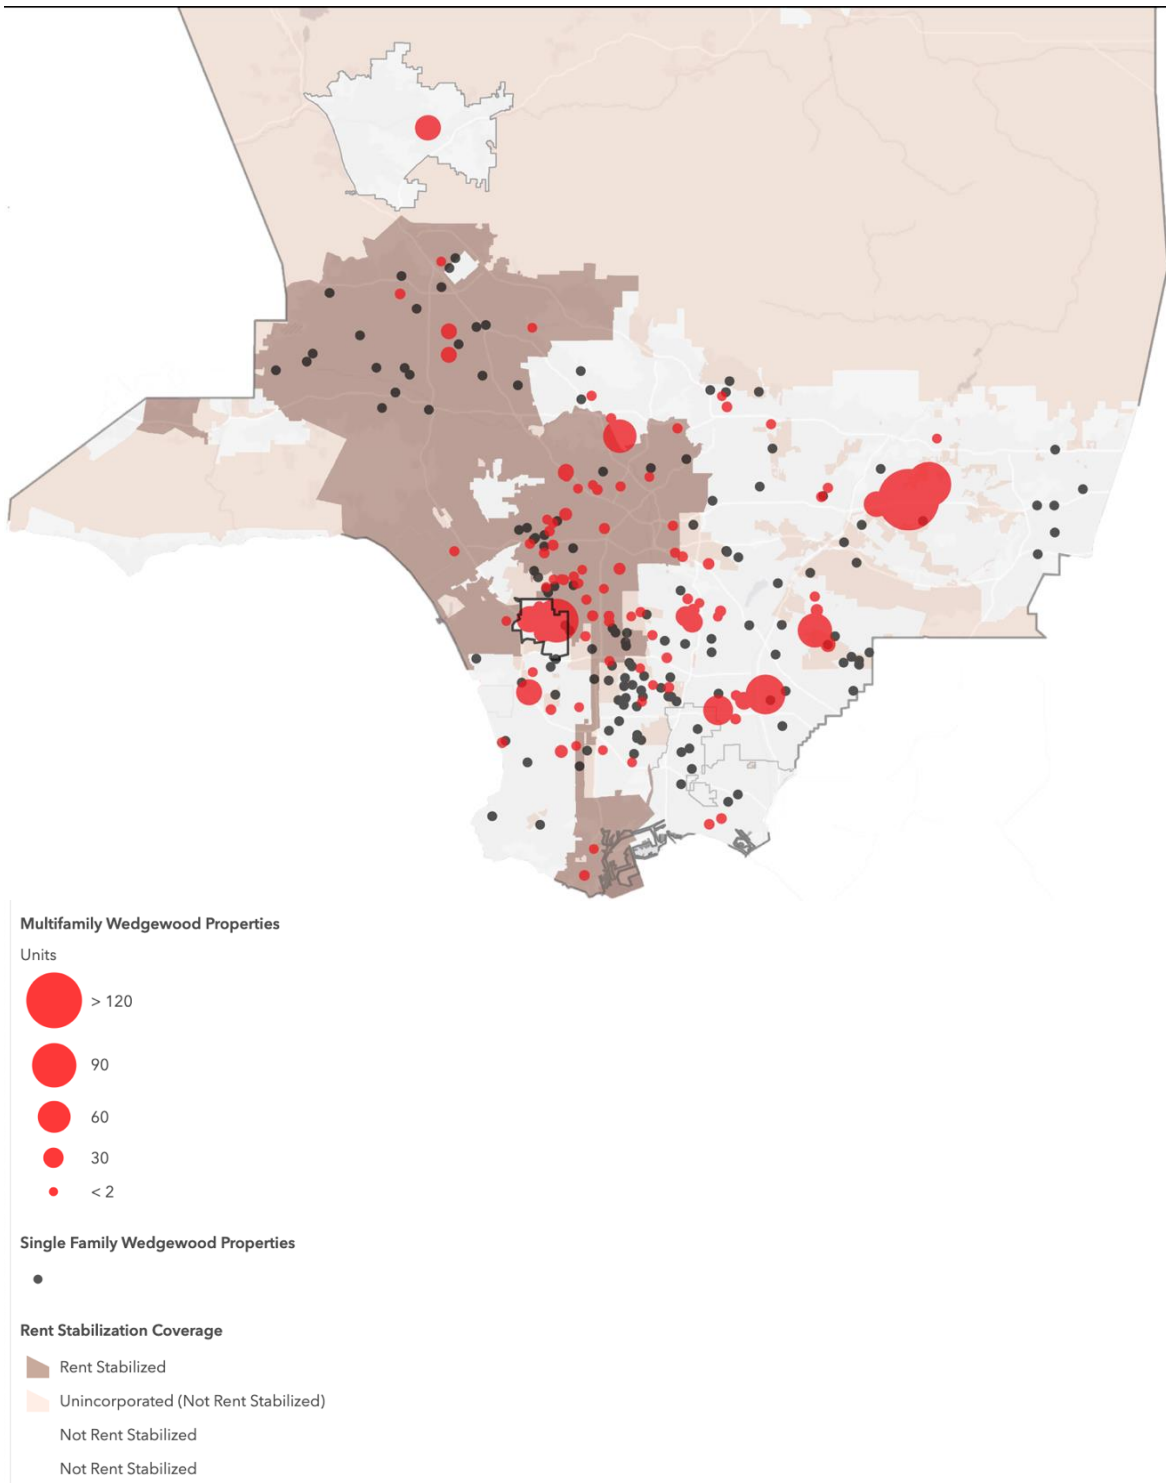 Multifamily Wedgewood Properties
Units
> 120
90
60
30
< 2
Single Family Wedgewood Properties
Rent Stabilization Coverage
Rent Stabilized
Unincorporated (Not Rent Stabilized)
Not Rent Stabilized
Not Rent Stabilized